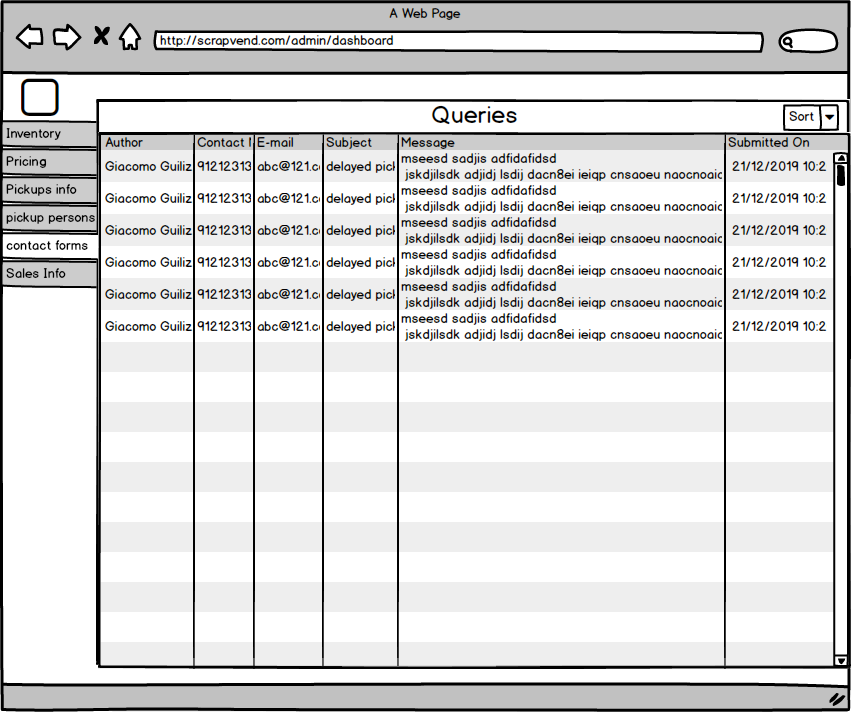 A Web Page
http://scrapvend.com/admin/dashboard
Queries
Sort
Inventory
Pricing
Pickups info
pickup persons
contact forms
Sales Info
Author Contact E-mail Subject Message Submitted On
Giacomo Guiliz 91212313 abc@121.c delayed pick mseesd sadjis adfidafidsd 21/12/2019 10:2
jskdjilsdk adjidj lsdij dacn8ei ieiqp cnsaoeu naocnoaic
Giacomo Guiliz 91212313 abc@121.c delayed pick mseesd sadjis adfidafidsd 21/12/2019 10:2
jskdjilsdk adjidj lsdij dacn8ei ieiqp cnsaoeu naocnoaic
Giacomo Guiliz 91212313 abc@121.c delayed pick mseesd sadjis adfidafidsd 21/12/2019 10:2
jskdjilsdk adjidj lsdij dacn8ei ieiqp cnsaoeu naocnoaic
Giacomo Guiliz 91212313 abc@121.c delayed pick mseesd sadjis adfidafidsd 21/12/2019 10:2
jskdjilsdk adjidj lsdij dacn8ei ieiqp cnsaoeu naocnoaic
Giacomo Guiliz 91212313 abc@121.c delayed pick mseesd sadjis adfidafidsd 21/12/2019 10:2
jskdjilsdk adjidj lsdij dacn8ei ieiqp cnsaoeu naocnoaic
Giacomo Guiliz 91212313 abc@121.c delayed pick mseesd sadjis adfidafidsd 21/12/2019 10:2
jskdjilsdk adjidj lsdij dacn8ei ieiqp cnsaoeu naocnoaic